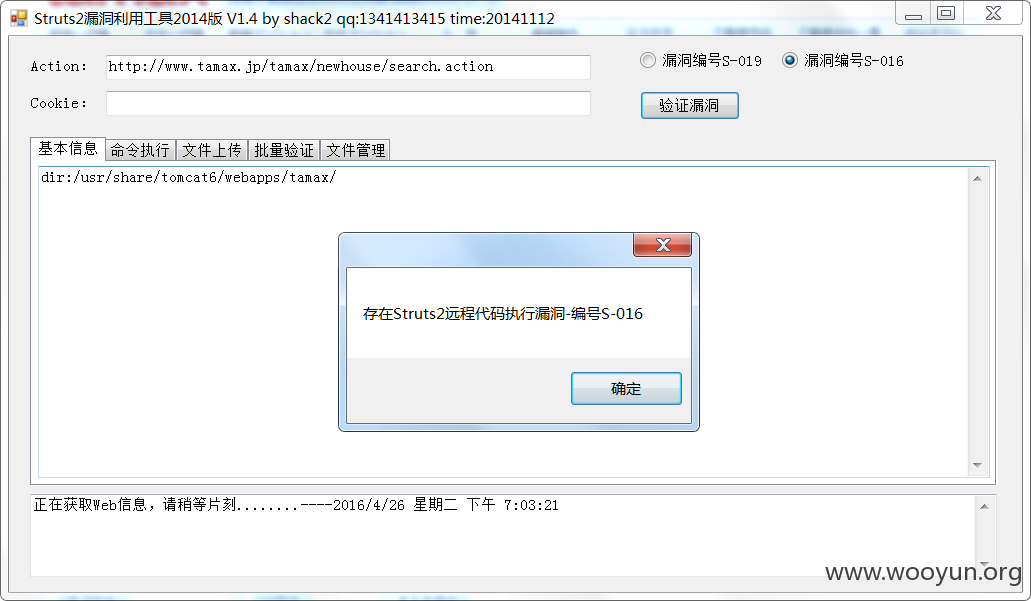 Struts2漏洞利用工具2014版 V1.4 by shack2 qq:1341413415 time:20141112
Action: http://www.tamax.jp/tamax/newhouse/search.action 漏洞编号S-019 漏洞编号S-016
Cookie: 验证漏洞
基本信息 命令执行 文件上传 批量验证 文件管理
dir:/usr/share/tomcat6/webapps/tamax/
存在Struts2远程代码执行漏洞-编号S-016
确定
正在获取Web信息，请稍等片刻........----2016/4/26 星期二 下午 7:03:21
www.wooyun.org